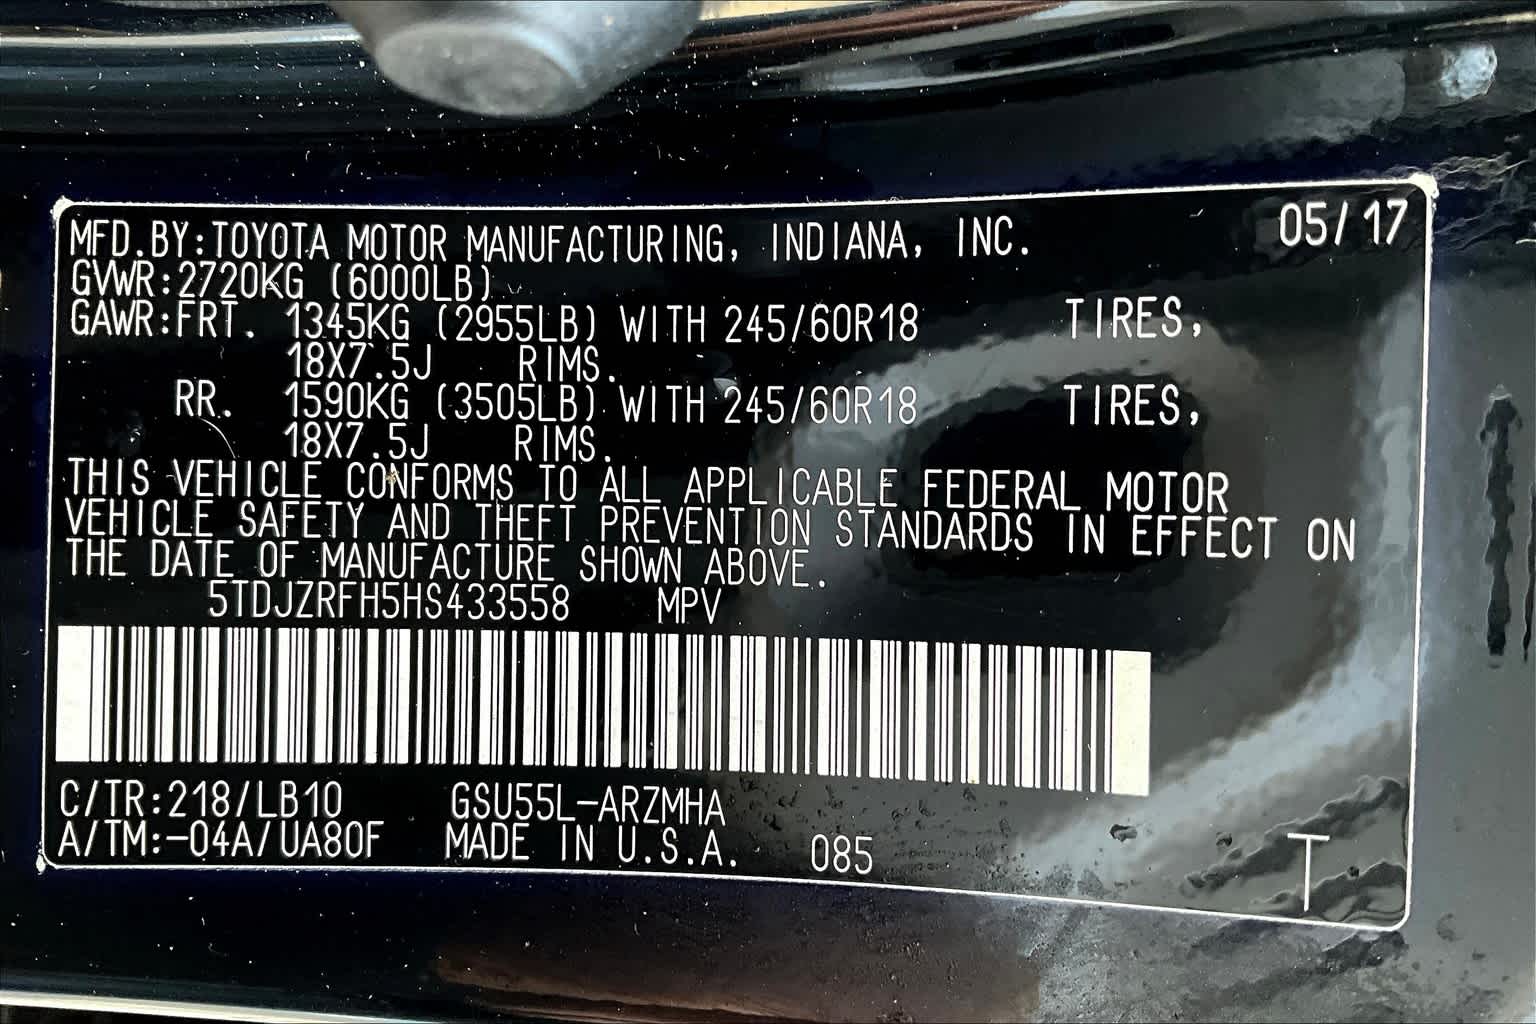 MFD.BY:TOYOTA MOTOR MANUFACTURING, INDIANA, INC. 05/17
GVWR:2720KG (6000LB)
GAWR:FRT. 1345KG (2955LB) WITH 245/60R18 TIRES,
18X7.5J RIMS.
RR. 1590KG (3505LB) WITH 245/60R18 TIRES,
18X7.5J RIMS.
THIS VEHICLE CONFORMS TO ALL APPLICABLE FEDERAL MOTOR
VEHICLE SAFETY AND THEFT PREVENTION STANDARDS IN EFFECT ON
THE DATE OF MANUFACTURE SHOWN ABOVE.
5TDJZRFH5HS433558 MPV
C/TR:218/LB10 GSU55L-ARZMHA
A/TM:-04A/UA80F MADE IN U.S.A. 085
T